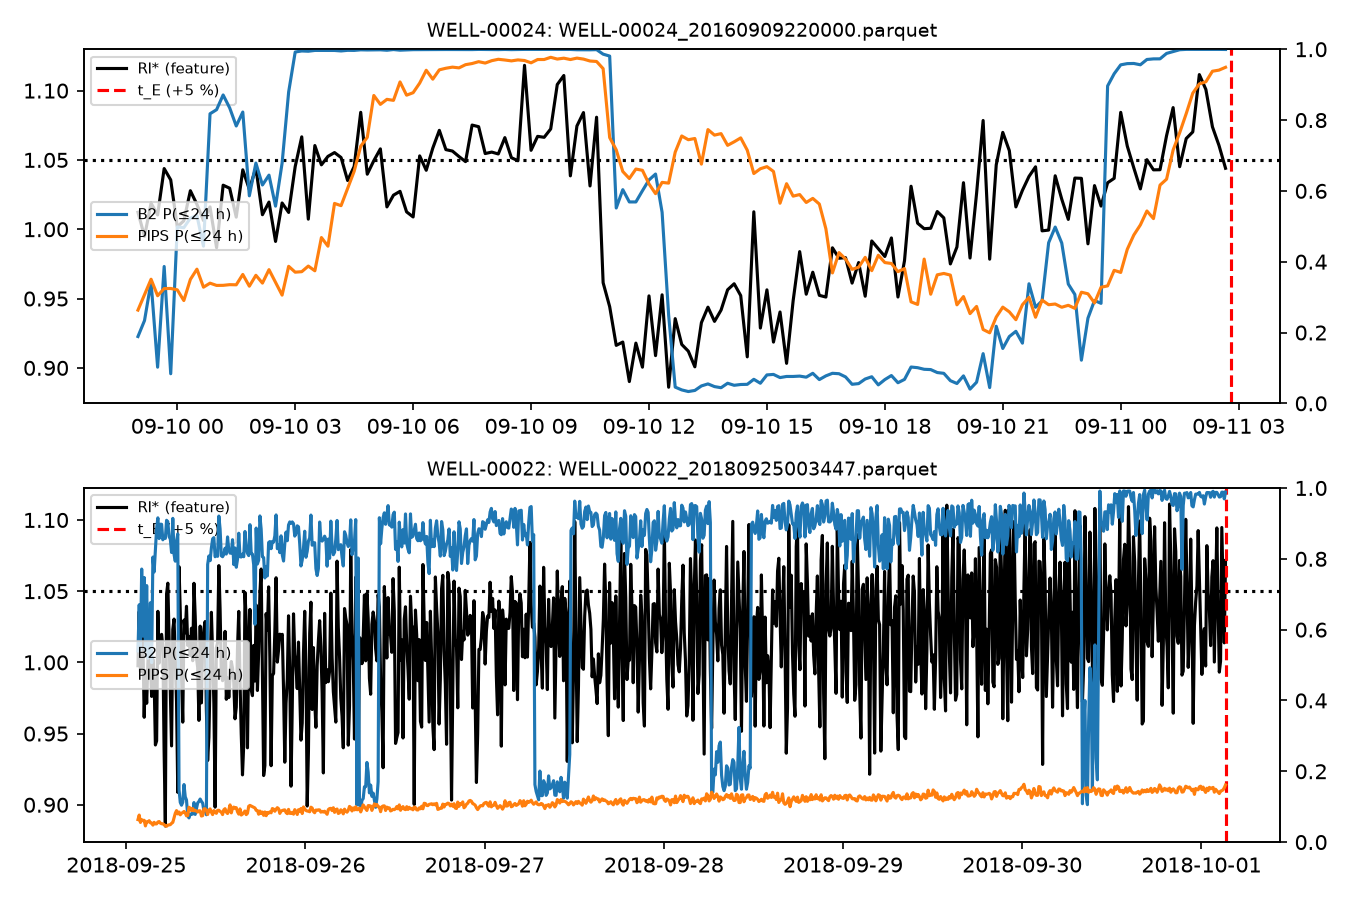 WELL-00024: WELL-00024_20160909220000.parquet
RI* (feature)
t_E (+5 %)
B2 P(≤24 h)
PIPS P(≤24 h)
1.10
1.05
1.00
0.95
0.90
1.0
0.8
0.6
0.4
0.2
0.0
09-10 00 09-10 03 09-10 06 09-10 09 09-10 12 09-10 15 09-10 18 09-10 21 09-11 00 09-11 03
WELL-00022: WELL-00022_20180925003447.parquet
RI* (feature)
t_E (+5 %)
B2 P(≤24 h)
PIPS P(≤24 h)
1.10
1.05
1.00
0.95
0.90
1.0
0.8
0.6
0.4
0.2
0.0
2018-09-25 2018-09-26 2018-09-27 2018-09-28 2018-09-29 2018-09-30 2018-10-01